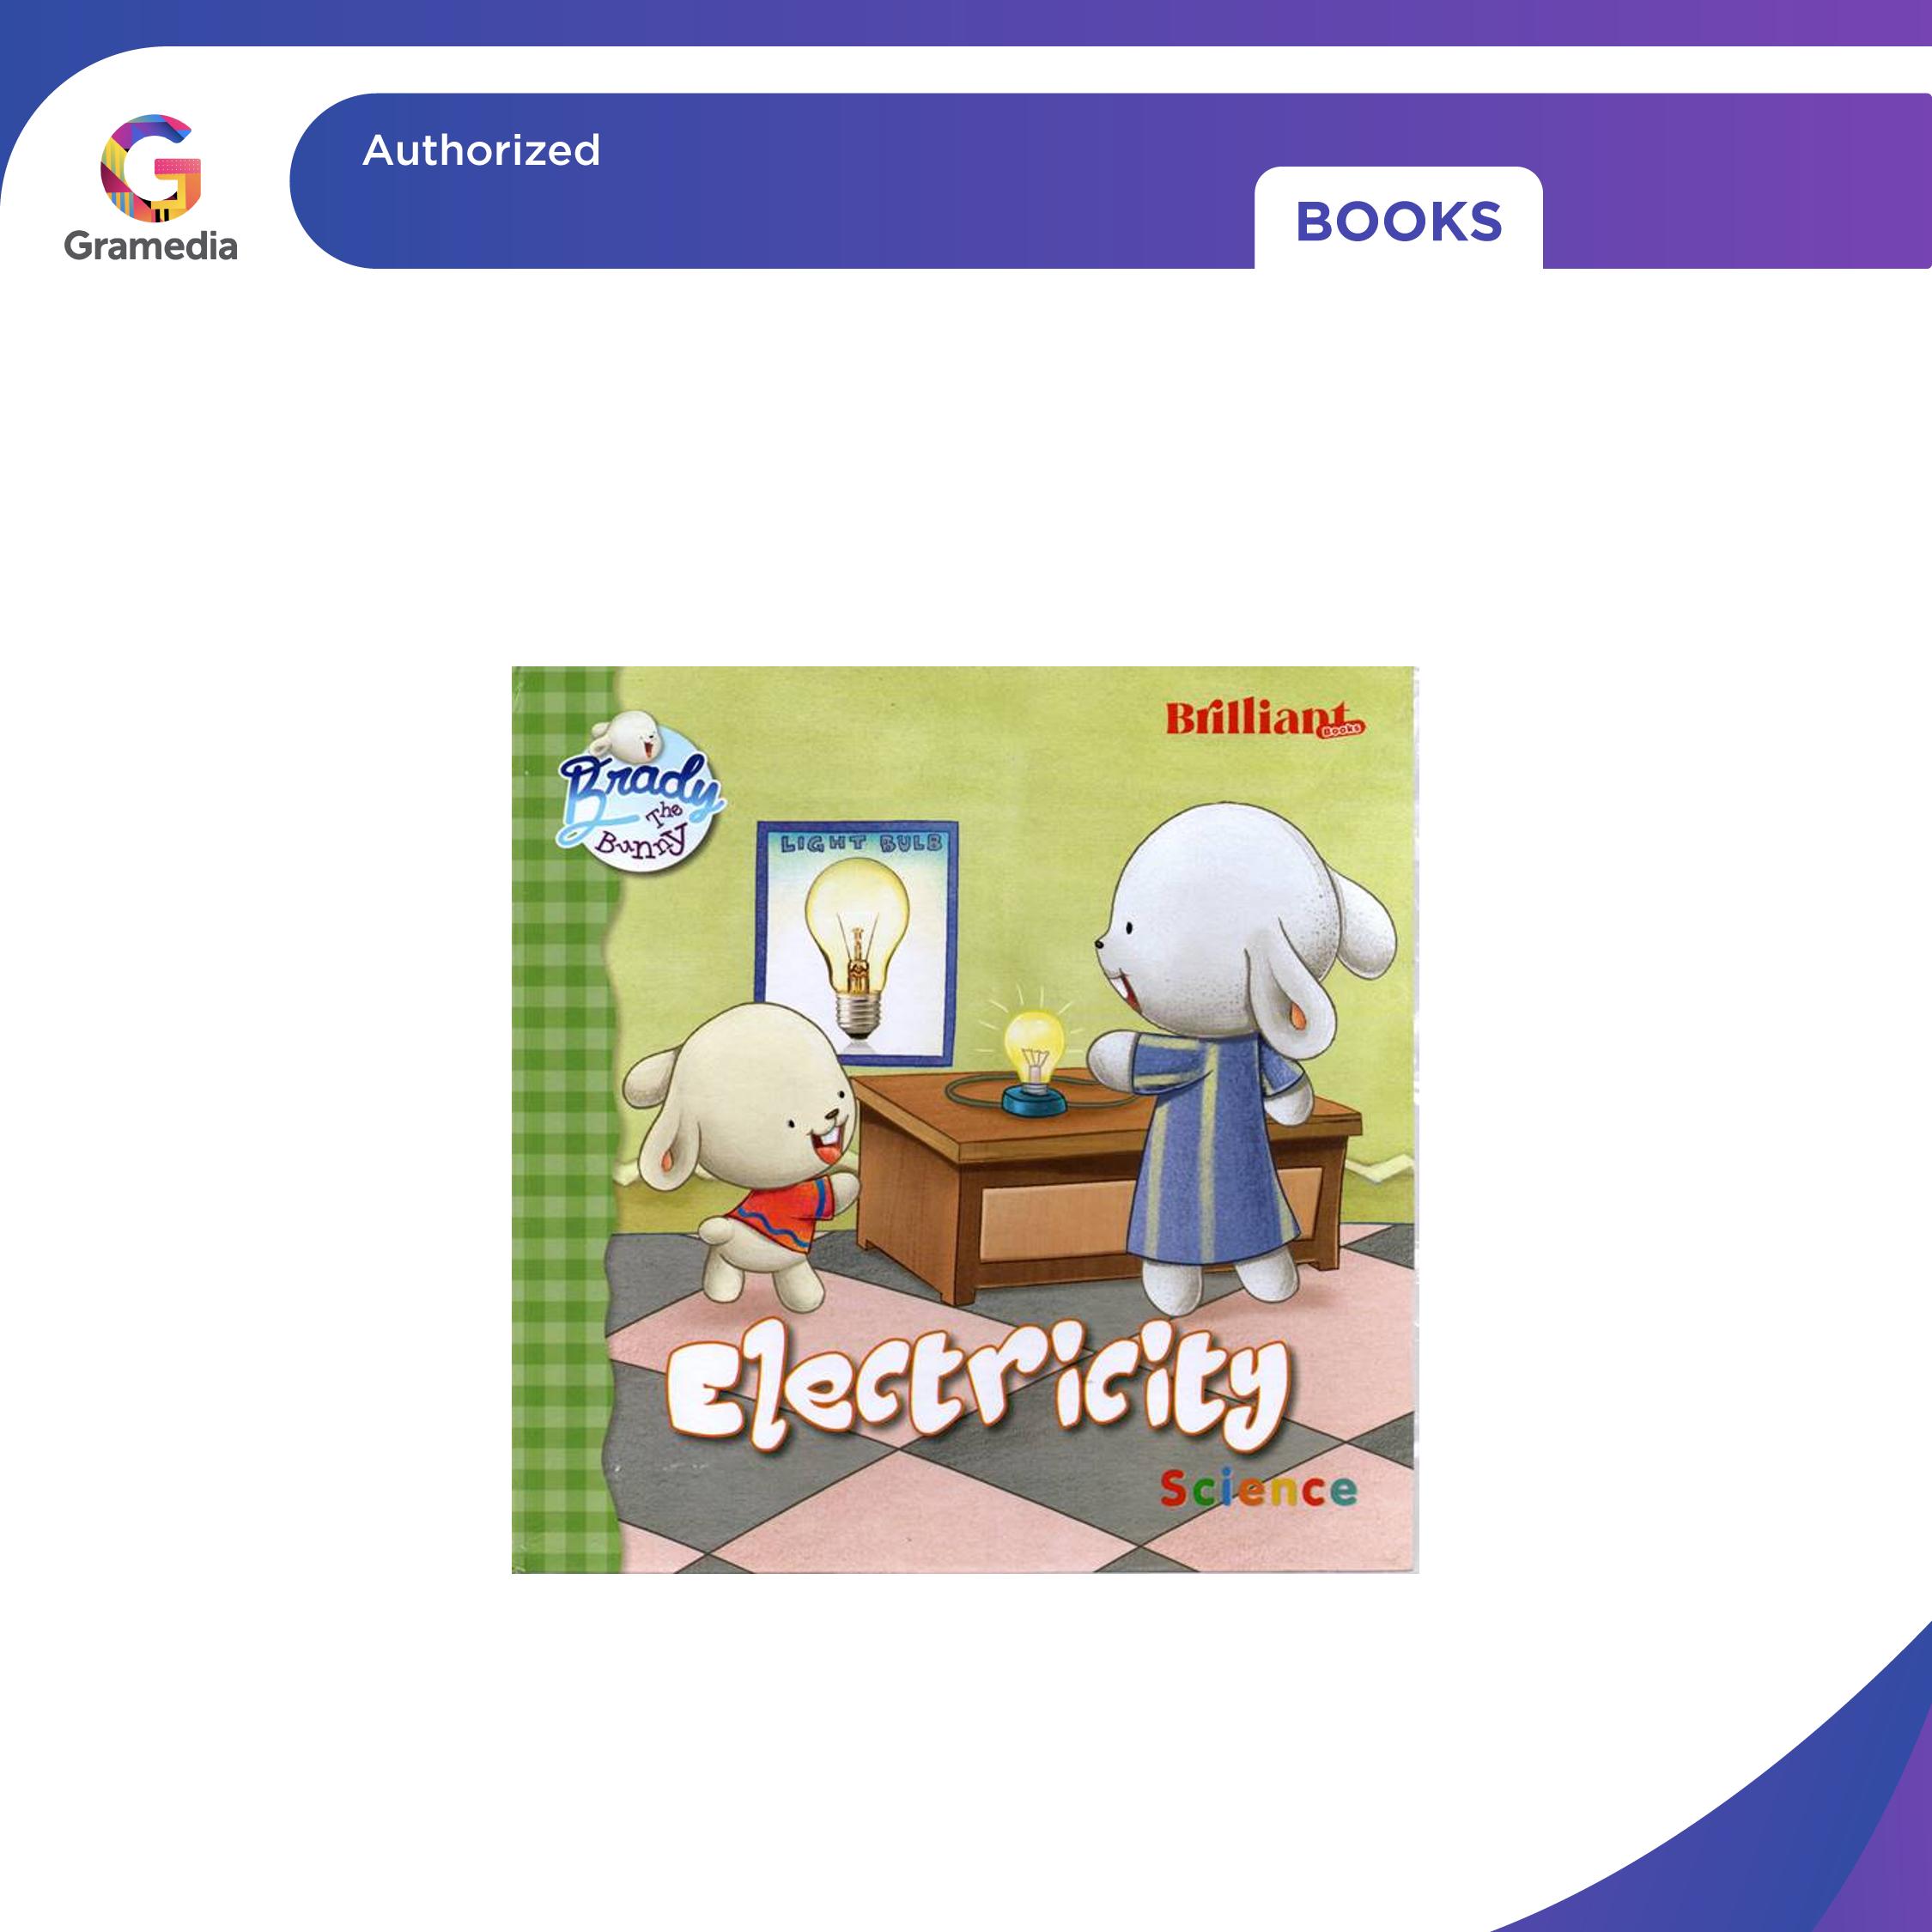 Authorized
BOOKS
Gramedia
Brilliant
Books
Brady
The
Bunny
LIGHT BULB
Electricity
Science